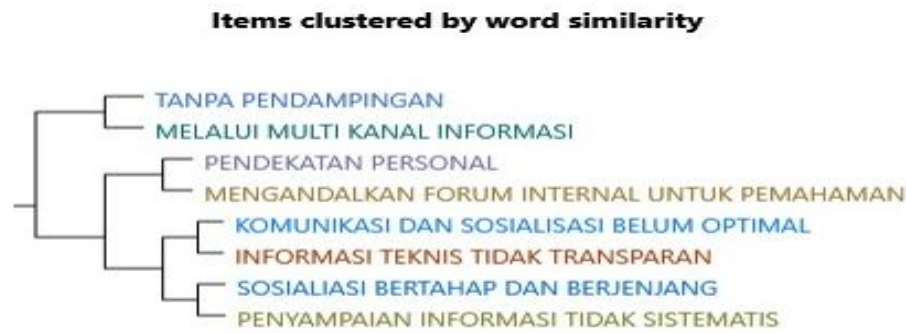 Items clustered by word similarity
TANPA PENDAMPINGAN
MELALUI MULTI KANAL INFORMASI
PENDEKATAN PERSONAL
MENGANDALKAN FORUM INTERNAL UNTUK PEMAHAMAN
KOMUNIKASI DAN SOSIALISASI BELUM OPTIMAL
INFORMASI TEKNIS TIDAK TRANSPARAN
SOSIALIASI BERTAHAP DAN BERJENJANG
PENYAMPAIAN INFORMASI TIDAK SISTEMATIS